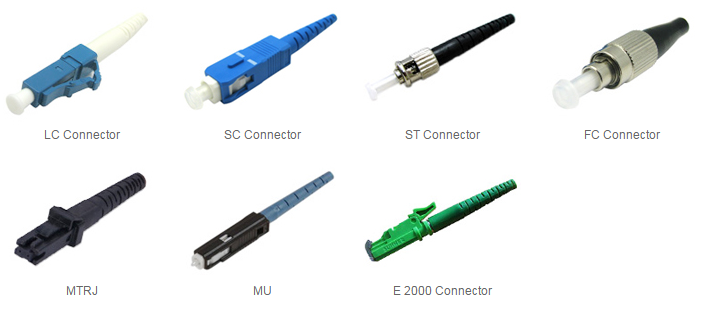 LC Connector
SC Connector
ST Connector
FC Connector
MTRJ
MU
E 2000 Connector